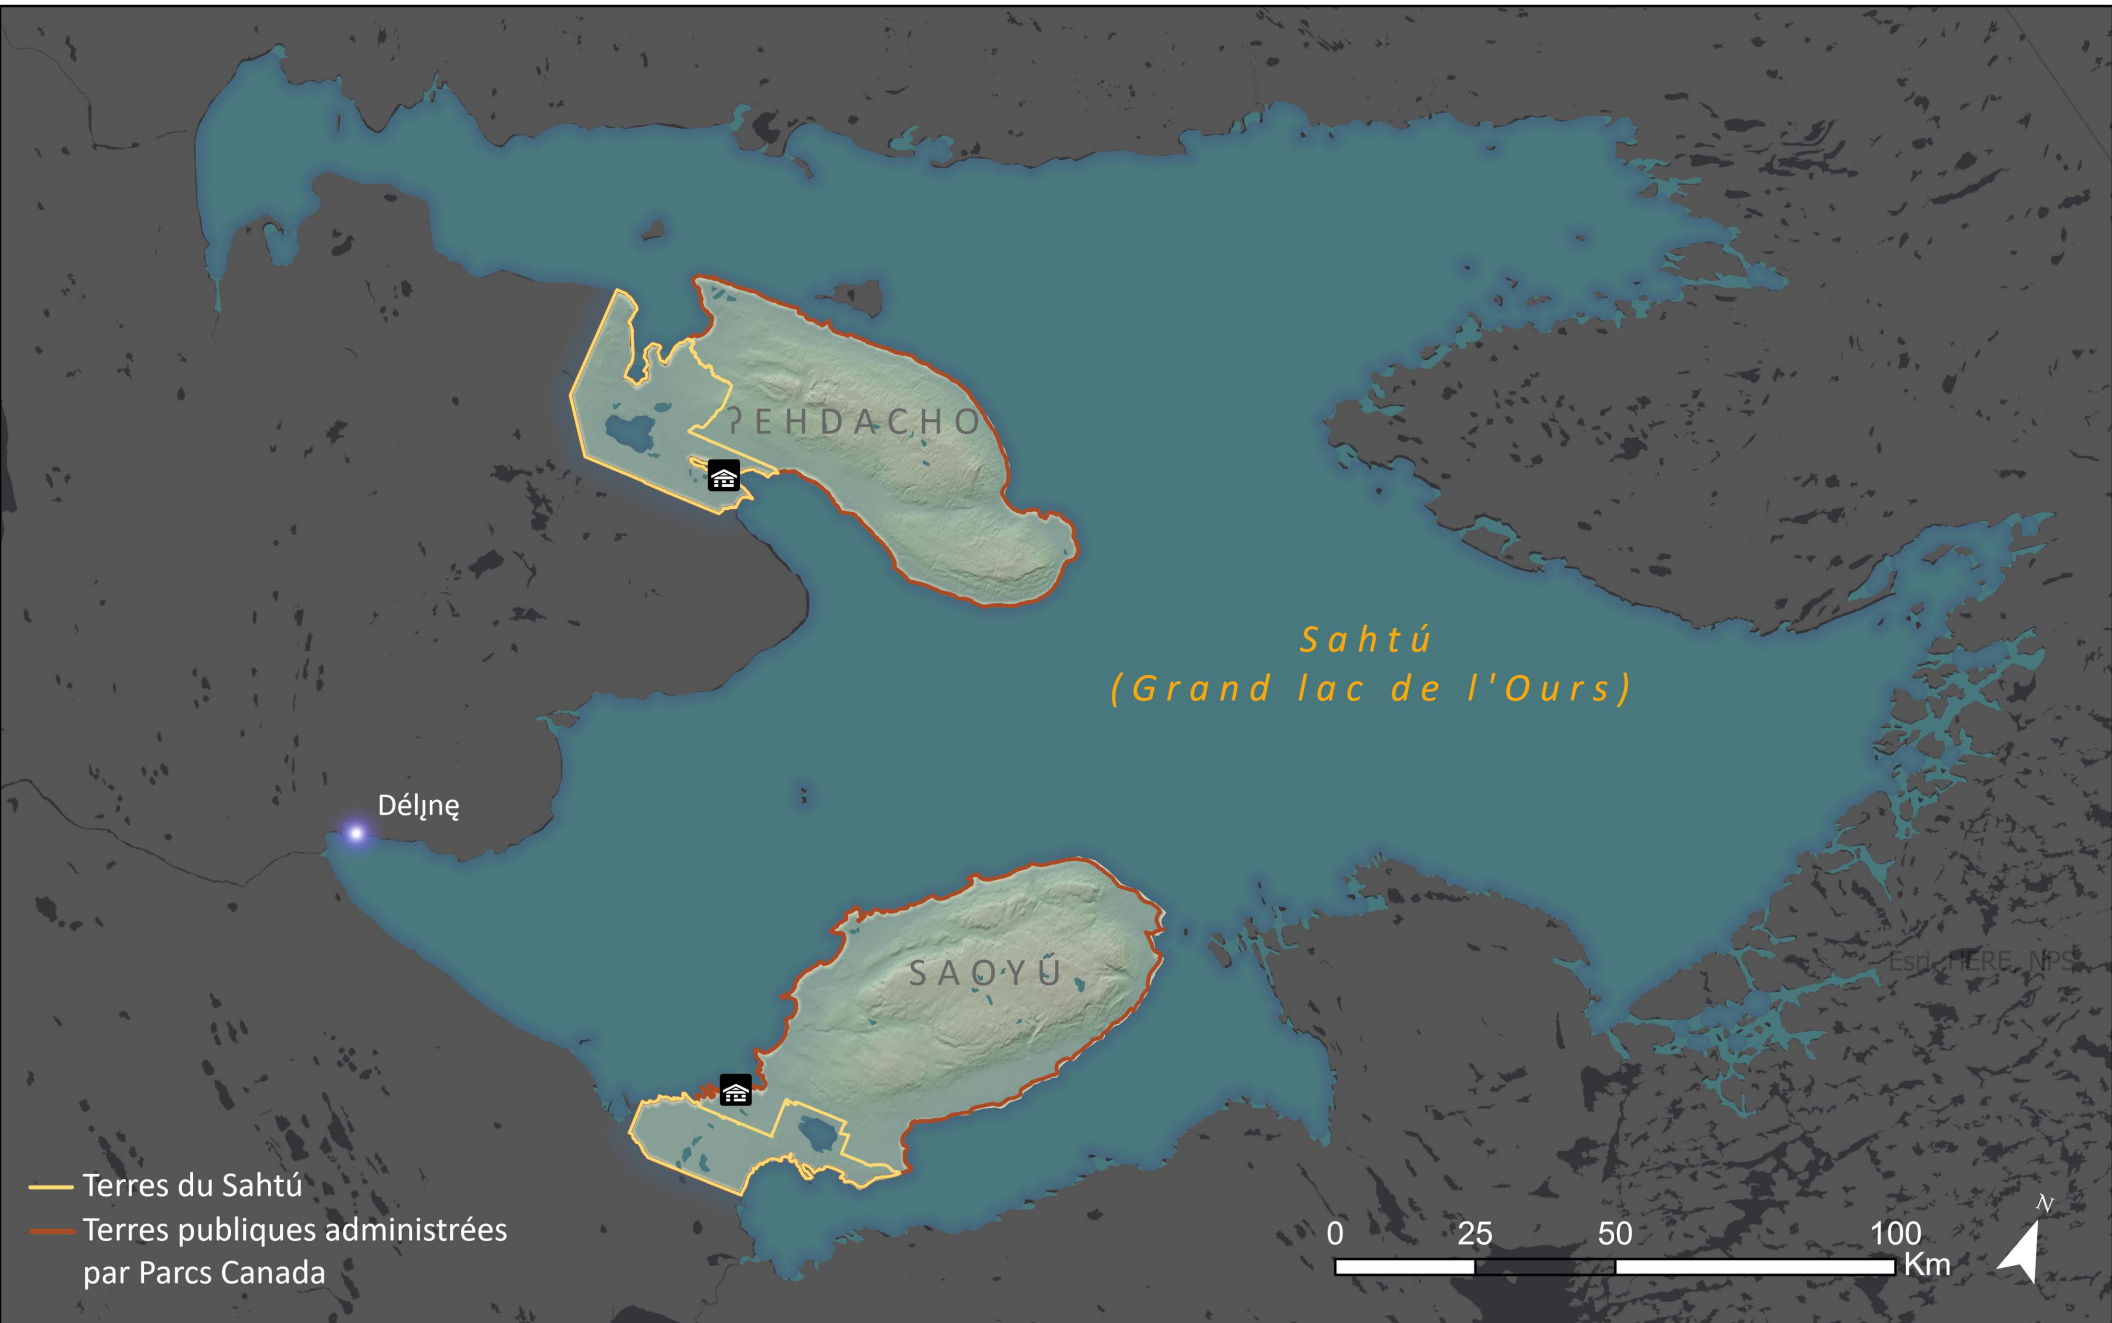 ɁEHDACHO
Sahtú
(Grand lac de l'Ours)
Délı̨nę
SAOYÚ
Esri, HERE, NPS
Terres du Sahtú
Terres publiques administrées
par Parcs Canada
0 25 50 100
Km
N